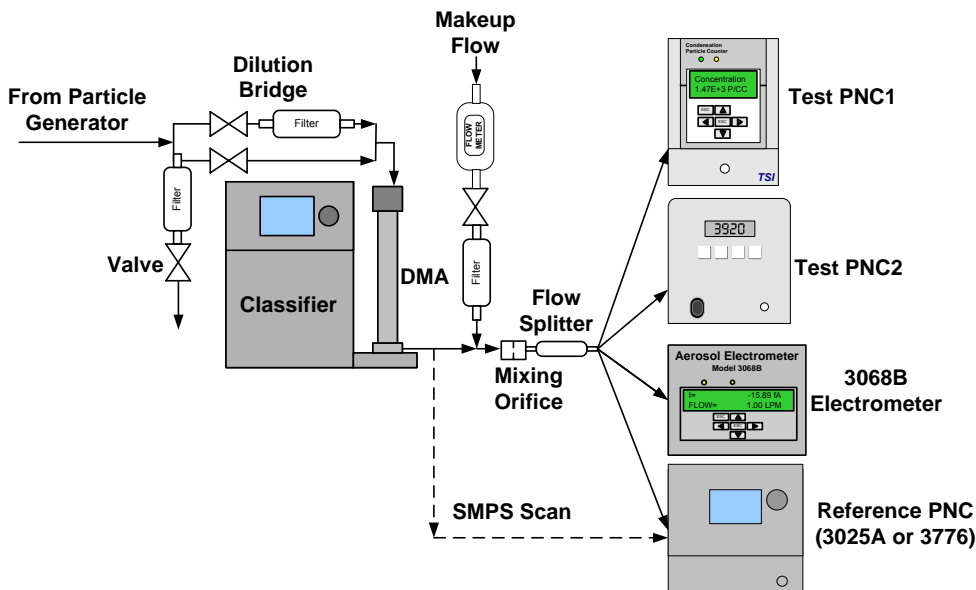 From Particle
Generator
Dilution
Bridge
Filter
Filter
Valve
Classifier
DMA
Makeup
Flow
FLOW
METER
Filter
Flow
Splitter
Mixing
Orifice
SMPS Scan
Condensation
Particle Counter
Concentration
1.47E+3 P/CC
ESC
ESC
TSI
Test PNC1
3920
Test PNC2
Aerosol Electrometer
Model 3068B
I= -15.89 fA
FLOW= 1.00 LPM
ESC
ESC
3068B
Electrometer
Reference PNC
(3025A or 3776)